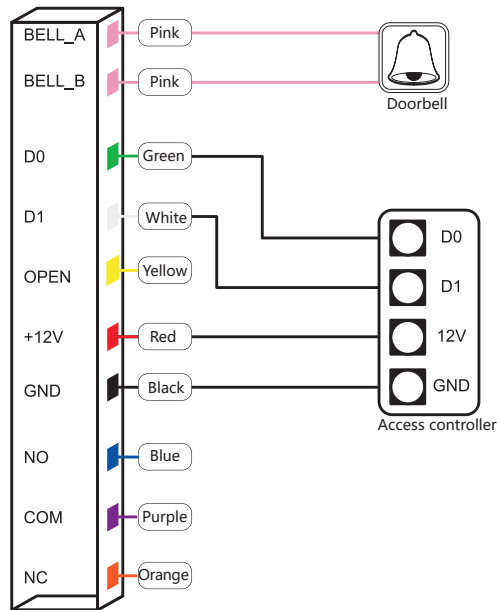 BELL_A Pink
BELL_B Pink
Doorbell
D0 Green
D1 White
OPEN Yellow
+12V Red
GND Black
NO Blue
COM Purple
NC Orange
D0
D1
12V
GND
Access controller